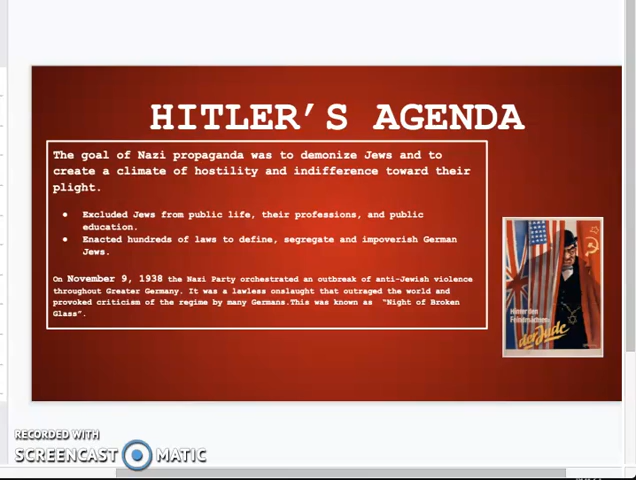 HITLER'S AGENDA
The goal of Nazi propaganda was to demonize Jews and to
create a climate of hostility and indifference toward their
plight.
● Excluded Jews from public life, their professions, and public
education.
● Enacted hundreds of laws to define, segregate and impoverish German
Jews.
On November 9, 1938 the Nazi Party orchestrated an outbreak of anti-Jewish violence
throughout Greater Germany. It was a lawless onslaught that outraged the world and
provoked criticism of the regime by many Germans.This was known as "Night of Broken
Glass".
Hinter den
Feindmächten:
der Jude
RECORDED WITH
SCREENCAST MATIC